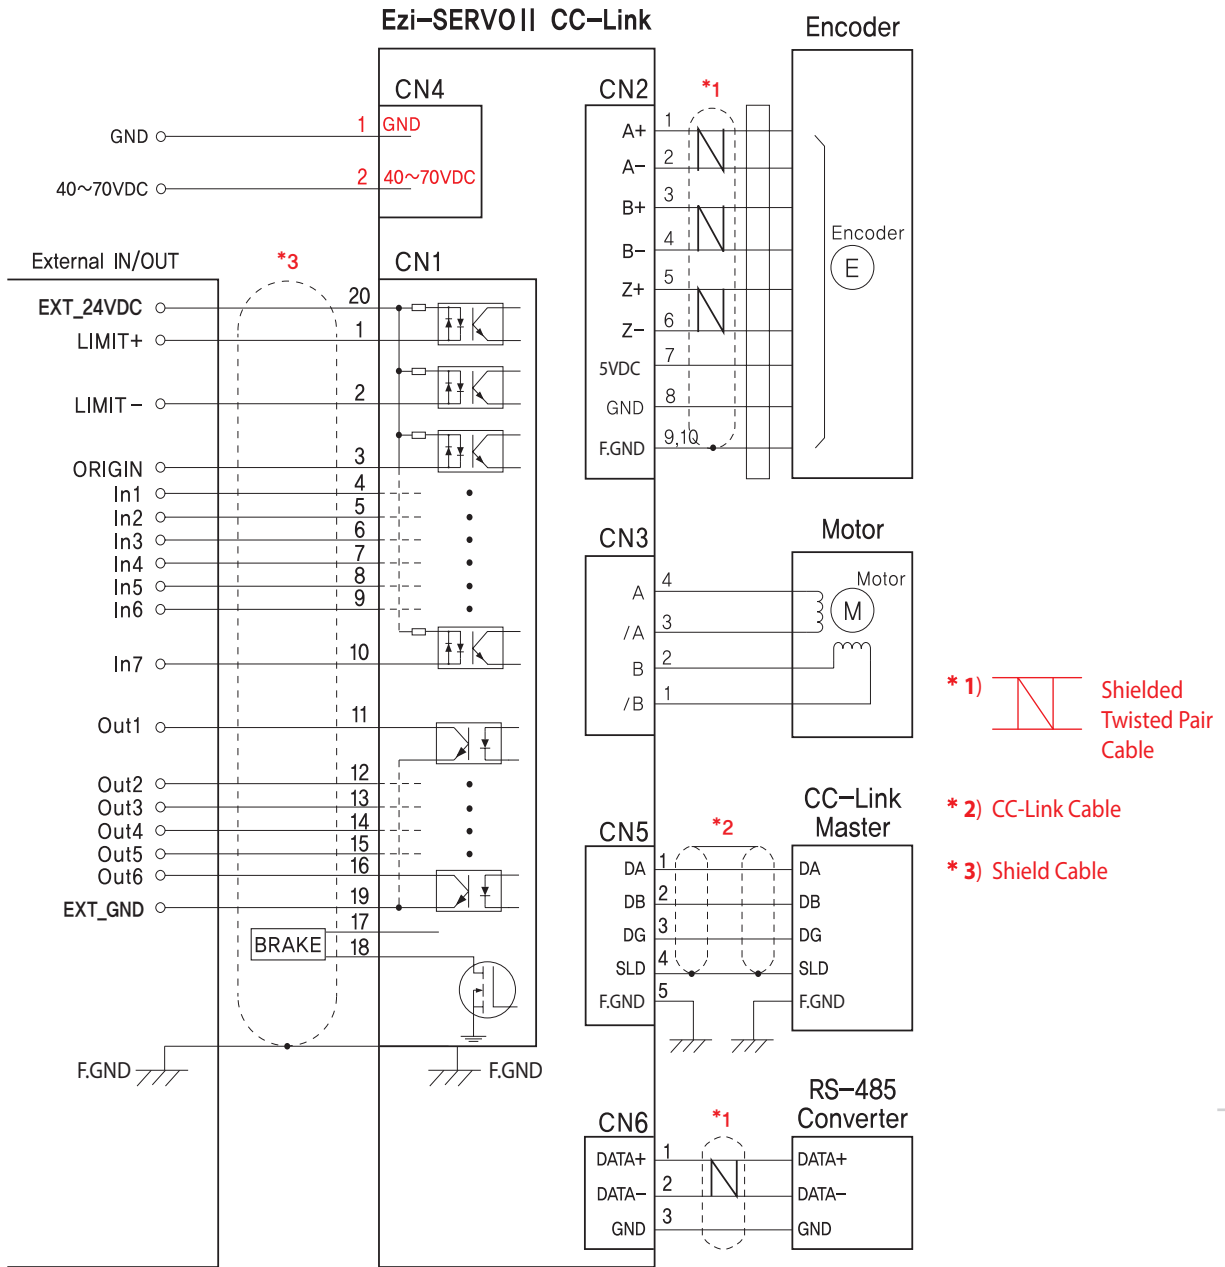 Ezi-SERVOII CC-Link
CN4
1 GND
GND
2 40~70VDC
40~70VDC
External IN/OUT
*3
CN1
EXT_24VDC 20
LIMIT+ 1
LIMIT- 2
ORIGIN 3
In1 4
In2 5
In3 6
In4 7
In5 8
In6 9
In7 10
Out1 11
Out2 12
Out3 13
Out4 14
Out5 15
Out6 16
EXT_GND 19
17
BRAKE
18
F.GND
F.GND
Encoder
CN2
*1
A+ 1
A- 2
B+ 3
B- 4
Z+ 5
Z- 6
5VDC 7
GND 8
F.GND 9,10
Encoder
E
CN3
Motor
A 4
/A 3
B 2
/B 1
Motor
M
CN5
*2
CC-Link
Master
DA 1 DA
DB 2 DB
DG 3 DG
SLD 4 SLD
F.GND 5 F.GND
CN6
*1
RS-485
Converter
DATA+ 1 DATA+
DATA- 2 DATA-
GND 3 GND
* 1) Shielded
Twisted Pair
Cable
* 2) CC-Link Cable
* 3) Shield Cable